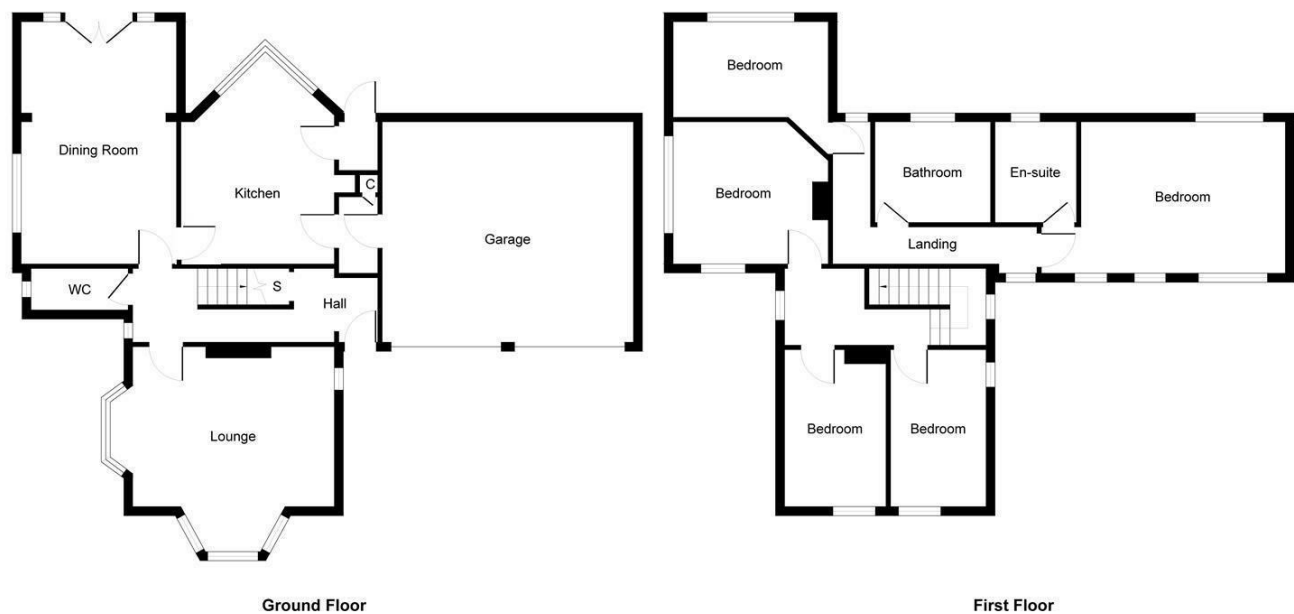 Dining Room
Kitchen
C
Garage
WC
S
Hall
Lounge
Ground Floor
Bedroom
Bedroom
Bathroom
En-suite
Bedroom
Landing
Bedroom
Bedroom
First Floor